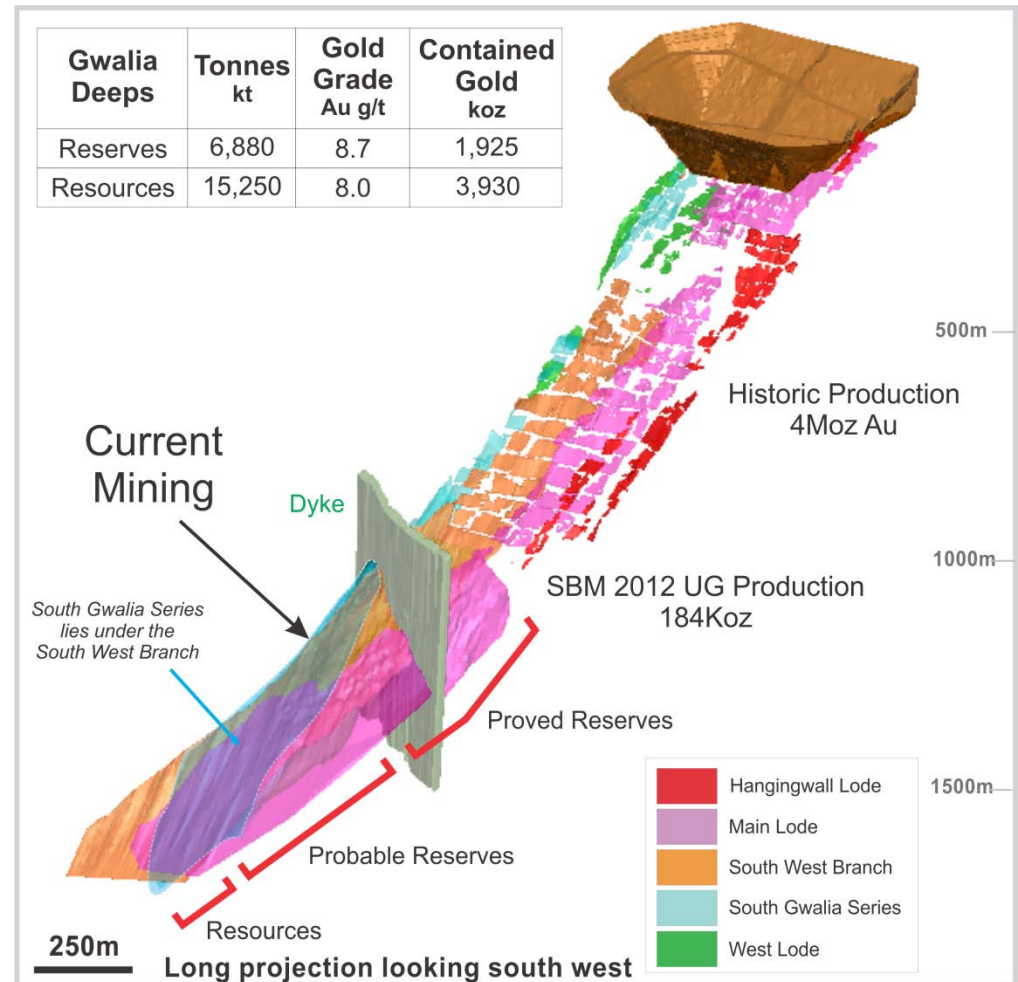 Gwalia Deeps Tonnes kt Gold Grade Au g/t Contained Gold koz
Reserves 6,880 8.7 1,925
Resources 15,250 8.0 3,930
500m
Historic Production
4Moz Au
Current
Mining
Dyke
1000m
SBM 2012 UG Production
184Koz
South Gwalia Series
lies under the
South West Branch
Proved Reserves
1500m
Probable Reserves
Resources
Hangingwall Lode
Main Lode
South West Branch
South Gwalia Series
West Lode
250m
Long projection looking south west